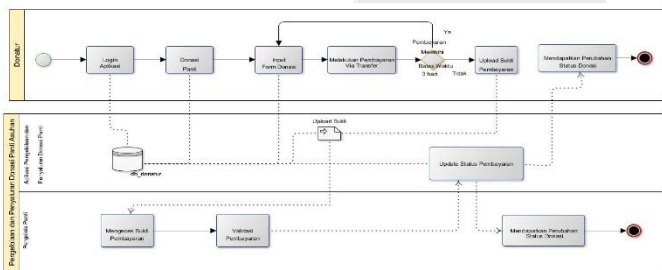 Donatur
Login
Aplikasi
Donasi
Panti
Input
Form Donasi
Melakukan Pembayaran
Via Transfer
Ya
Pembayaran
Melebihi
Batas Waktu
3 hari
Tidak
Upload Bukti
Pembayaran
Mendapatkan Perubahan
Status Donasi
Pengelolaan dan Penyaluran Donasi Panti Asuhan
Aplikasi Pengelolaan dan
Penyaluran Donasi Panti
db_donatur
Upload Bukti
Update Status Pembayaran
Pengelola Panti
Mengecek Bukti
Pembayaran
Validasi
Pembayaran
Mendapatkan Perubahan
Status Donasi